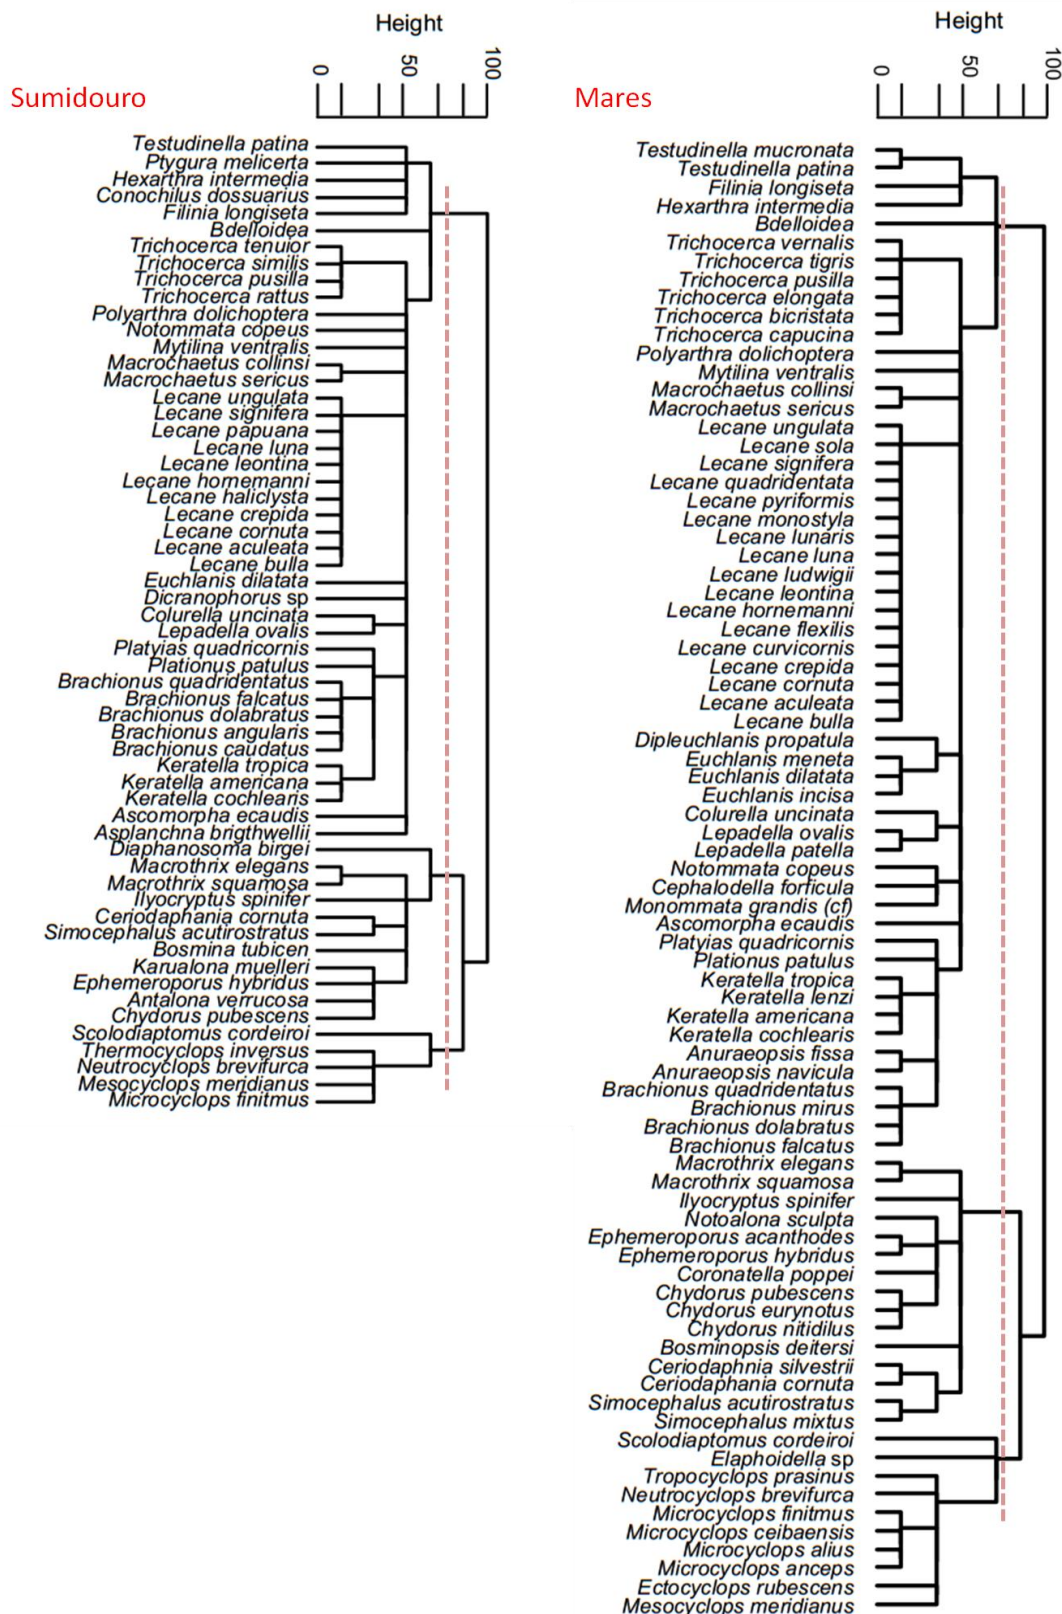 Height
0 50 100
Sumidouro
Testudinella patina
Ptygura melicerta
Hexarthra intermedia
Conochilus dossuarius
Filinia longiseta
Bdelloidea
Trichocerca tenuior
Trichocerca similis
Trichocerca pusilla
Trichocerca rattus
Polyarthra dolichoptera
Notommata copeus
Mytilina ventralis
Macrochaetus collinsi
Macrochaetus sericus
Lecane ungulata
Lecane signifera
Lecane papuana
Lecane luna
Lecane leontina
Lecane hornemanni
Lecane haliclysta
Lecane crepida
Lecane cornuta
Lecane aculeata
Lecane bulla
Euchlanis dilatata
Dicranophorus sp
Colurella uncinata
Lepadella ovalis
Platyias quadricornis
Plationus patulus
Brachionus quadridentatus
Brachionus falcatus
Brachionus dolabratus
Brachionus angularis
Brachionus caudatus
Keratella tropica
Keratella americana
Keratella cochlearis
Ascomorpha ecaudis
Asplanchna brigthwellii
Diaphanosoma birgei
Macrothrix elegans
Macrothrix squamosa
Ilyocryptus spinifer
Ceriodaphania cornuta
Simocephalus acutirostratus
Bosmina tubicen
Karualona muelleri
Ephemeroporus hybridus
Antalona verrucosa
Chydorus pubescens
Scolodiaptomus cordeiroi
Thermocyclops inversus
Neutrocyclops brevifurca
Mesocyclops meridianus
Microcyclops finitmus
Height
0 50 100
Mares
Testudinella mucronata
Testudinella patina
Filinia longiseta
Hexarthra intermedia
Bdelloidea
Trichocerca vernalis
Trichocerca tigris
Trichocerca pusilla
Trichocerca elongata
Trichocerca bicristata
Trichocerca capucina
Polyarthra dolichoptera
Mytilina ventralis
Macrochaetus collinsi
Macrochaetus sericus
Lecane ungulata
Lecane sola
Lecane signifera
Lecane quadridentata
Lecane pyriformis
Lecane monostyla
Lecane lunaris
Lecane luna
Lecane ludwigii
Lecane leontina
Lecane hornemanni
Lecane flexilis
Lecane curvicornis
Lecane crepida
Lecane cornuta
Lecane aculeata
Lecane bulla
Dipleuchlanis propatula
Euchlanis meneta
Euchlanis dilatata
Euchlanis incisa
Colurella uncinata
Lepadella ovalis
Lepadella patella
Notommata copeus
Cephalodella forficula
Monommata grandis (cf)
Ascomorpha ecaudis
Platyias quadricornis
Plationus patulus
Keratella tropica
Keratella lenzi
Keratella americana
Keratella cochlearis
Anuraeopsis fissa
Anuraeopsis navicula
Brachionus quadridentatus
Brachionus mirus
Brachionus dolabratus
Brachionus falcatus
Macrothrix elegans
Macrothrix squamosa
Ilyocryptus spinifer
Notoalona sculpta
Ephemeroporus acanthodes
Ephemeroporus hybridus
Coronatella poppei
Chydorus pubescens
Chydorus eurynotus
Chydorus nitidilus
Bosminopsis deitersi
Ceriodaphnia silvestrii
Ceriodaphania cornuta
Simocephalus acutirostratus
Simocephalus mixtus
Scolodiaptomus cordeiroi
Elaphoidella sp
Tropocyclops prasinus
Neutrocyclops brevifurca
Microcyclops finitmus
Microcyclops ceibaensis
Microcyclops alius
Microcyclops anceps
Ectocyclops rubescens
Mesocyclops meridianus